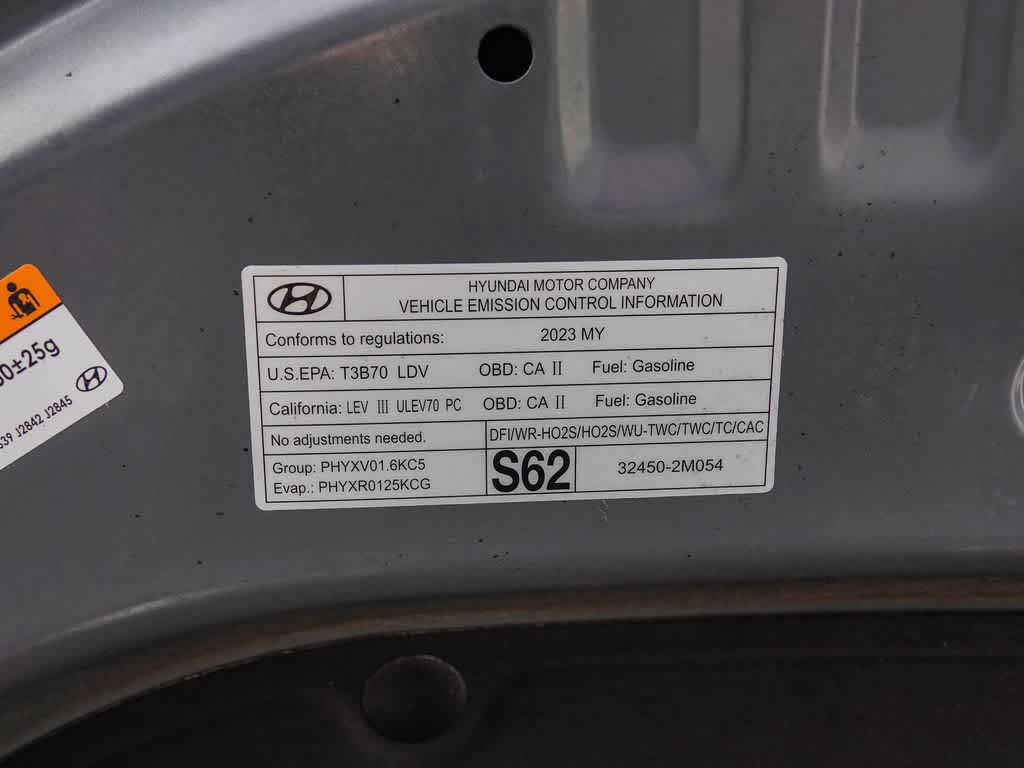 HYUNDAI MOTOR COMPANY
VEHICLE EMISSION CONTROL INFORMATION
Conforms to regulations: 2023 MY
U.S.EPA: T3B70 LDV OBD: CA II Fuel: Gasoline
California: LEV III ULEV70 PC OBD: CA II Fuel: Gasoline
No adjustments needed. DFI/WR-HO2S/HO2S/WU-TWC/TWC/TC/CAC
Group: PHYXV01.6KC5
Evap.: PHYXR0125KCG
S62 32450-2M054
0±25g
J2842 J2845